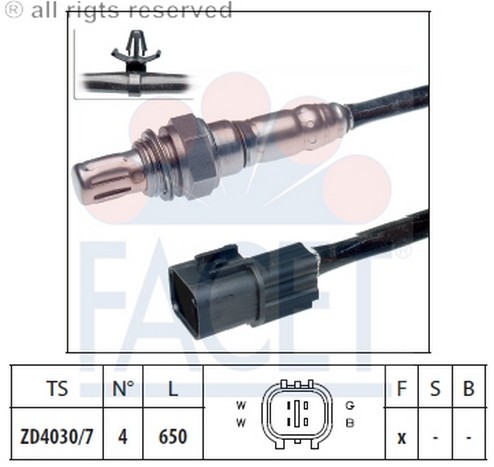 ® all rigts reserved
FACET
TS N° L F S B
W G
W B
ZD4030/7 4 650 x - -